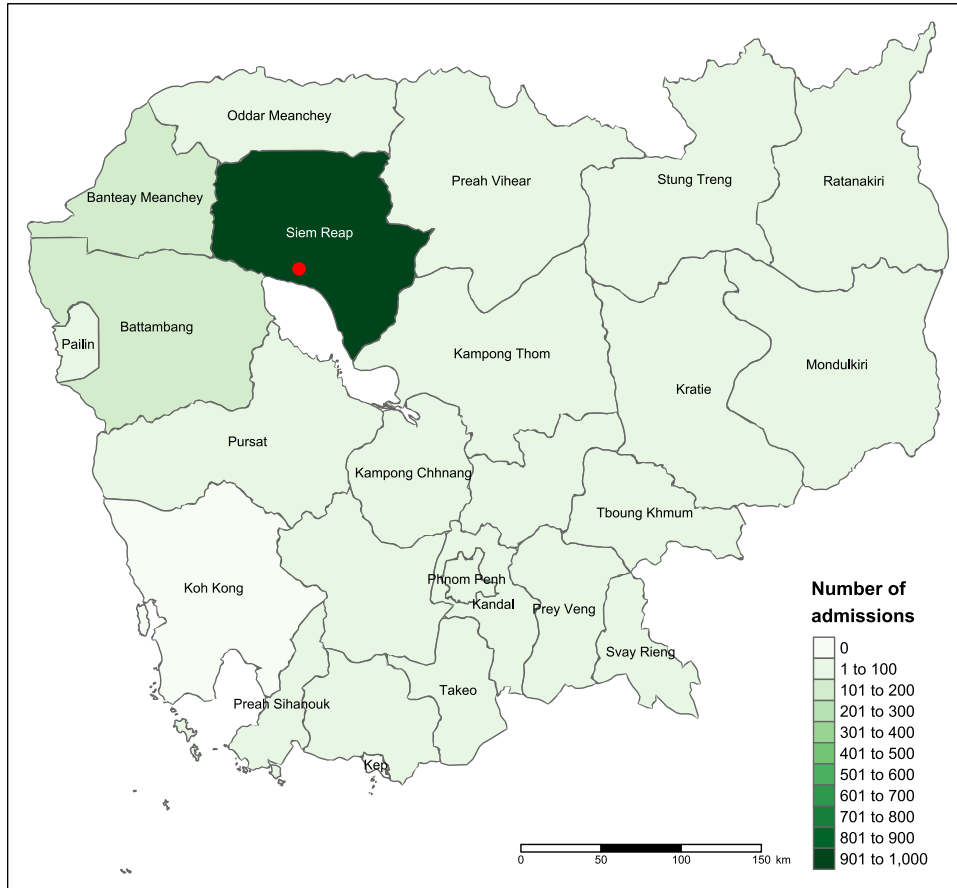 Oddar Meanchey
Preah Vihear
Stung Treng
Ratanakiri
Banteay Meanchey
Siem Reap
Battambang
Pailin
Kampong Thom
Mondulkiri
Kratie
Pursat
Kampong Chhnang
Tboung Khmum
Koh Kong
Phnom Penh
Kandal
Prey Veng
Svay Rieng
Takeo
Preah Sihanouk
Kep
Number of
admissions
0
1 to 100
101 to 200
201 to 300
301 to 400
401 to 500
501 to 600
601 to 700
701 to 800
801 to 900
901 to 1,000
0 50 100 150 km